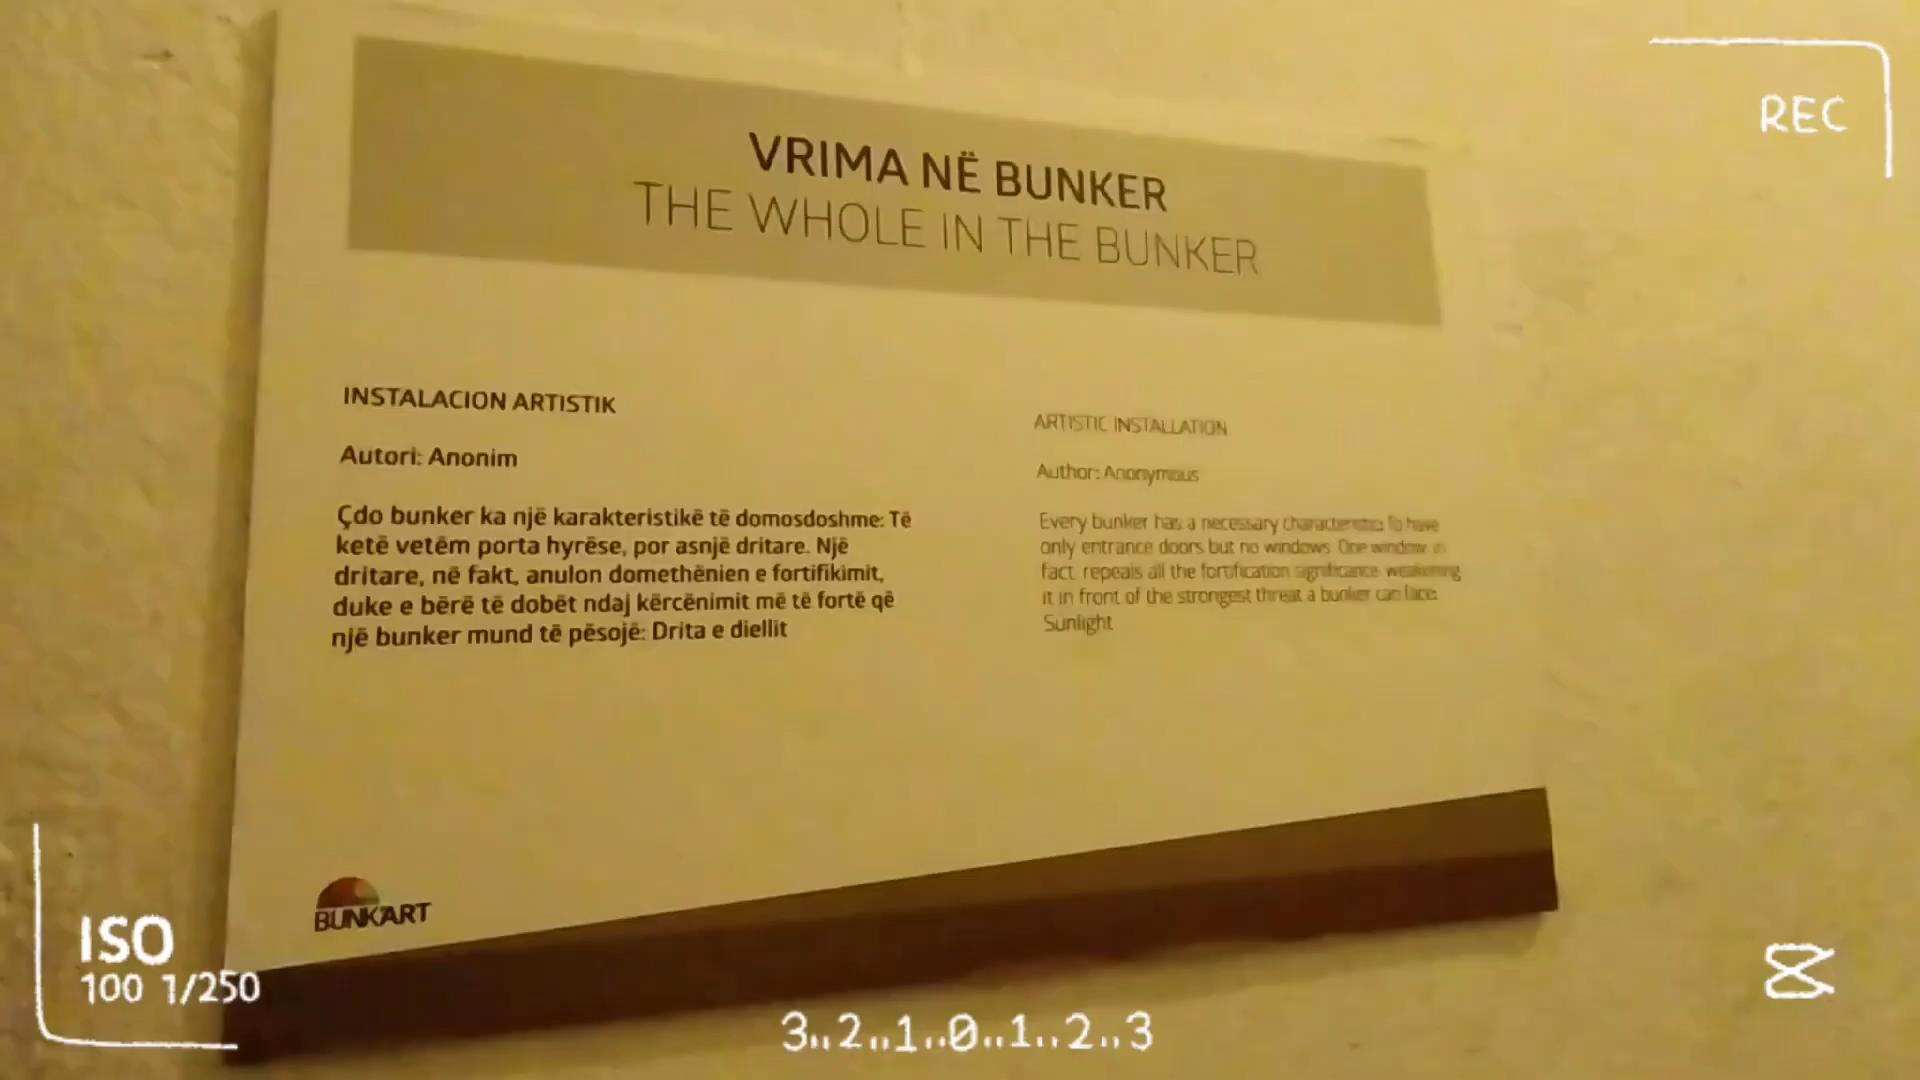 REC
VRIMA NË BUNKER
THE WHOLE IN THE BUNKER
INSTALACION ARTISTIK
Autori: Anonim
Çdo bunker ka një karakteristikë të domosdoshme: Të
ketë vetëm porta hyrëse, por asnjë dritare. Një
dritare, në fakt, anulon domethënien e fortifikimit,
duke e bërë të dobët ndaj kërcënimit më të fortë që
një bunker mund të pësojë: Drita e diellit
ARTISTIC INSTALLATION
Author: Anonymous
Every bunker has a necessary characteristic: To have
only entrance doors but no windows. One window, in
fact, repeals all the fortification significance, weakening
it in front of the strongest threat a bunker can face:
Sunlight
BUNK'ART
ISO
100 1/250
3..2..1..0..1..2..3